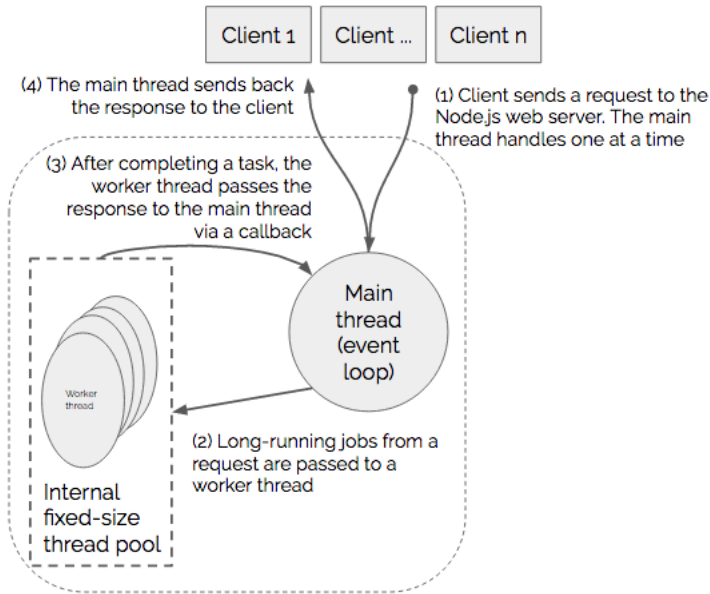 Client 1
Client ...
Client n
(4) The main thread sends back
the response to the client
(1) Client sends a request to the
Node.js web server. The main
thread handles one at a time
(3) After completing a task, the
worker thread passes the
response to the main thread
via a callback
Main
thread
(event
loop)
Worker
thread
(2) Long-running jobs from a
request are passed to a
worker thread
Internal
fixed-size
thread pool